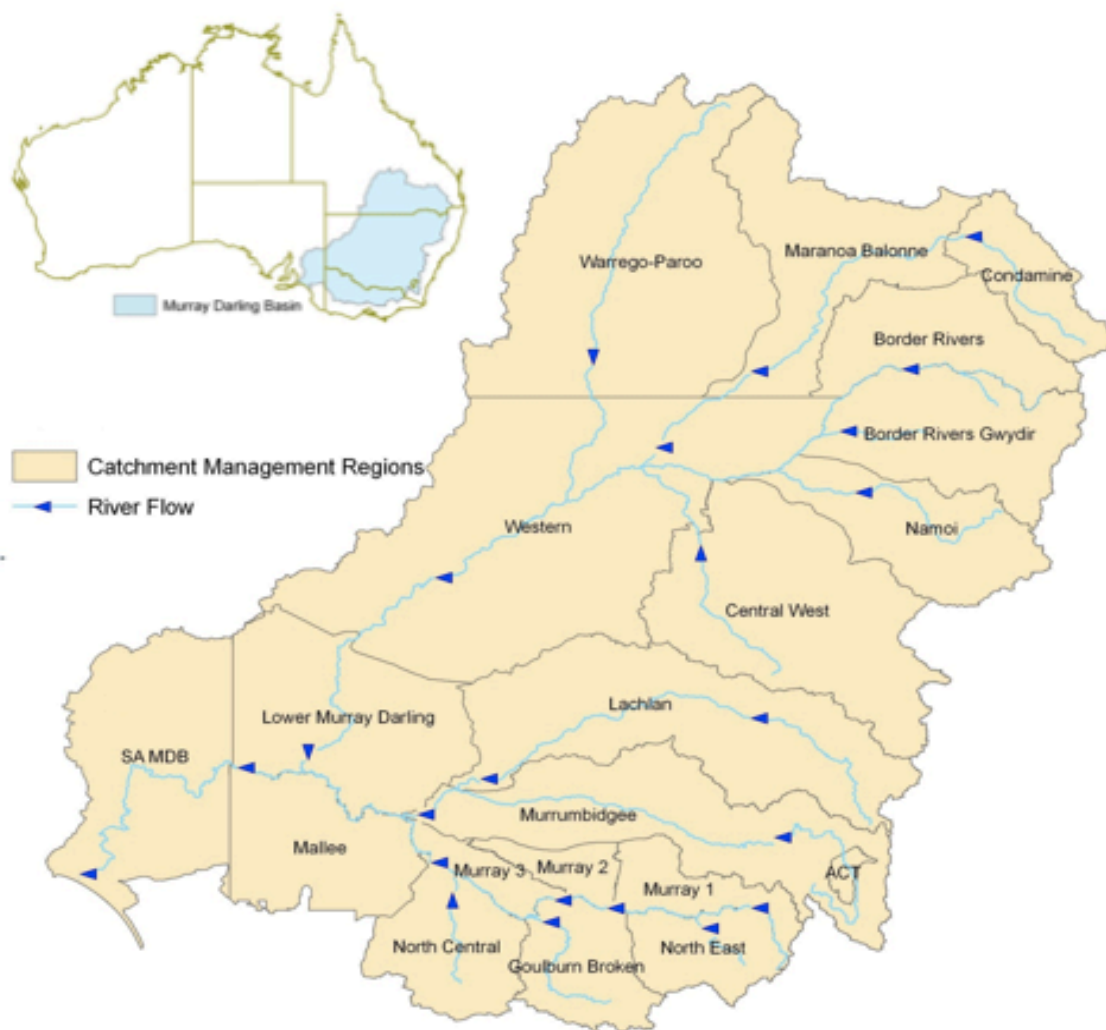 Murray Darling Basin
Catchment Management Regions
River Flow
Warrego-Paroo
Maranoa Balonne
Condamine
Border Rivers
Border Rivers Gwydir
Namoi
Western
Central West
Lachlan
Lower Murray Darling
SA MDB
Murrumbidgee
Mallee
Murray 3
Murray 2
Murray 1
ACT
North Central
Goulburn Broken
North East